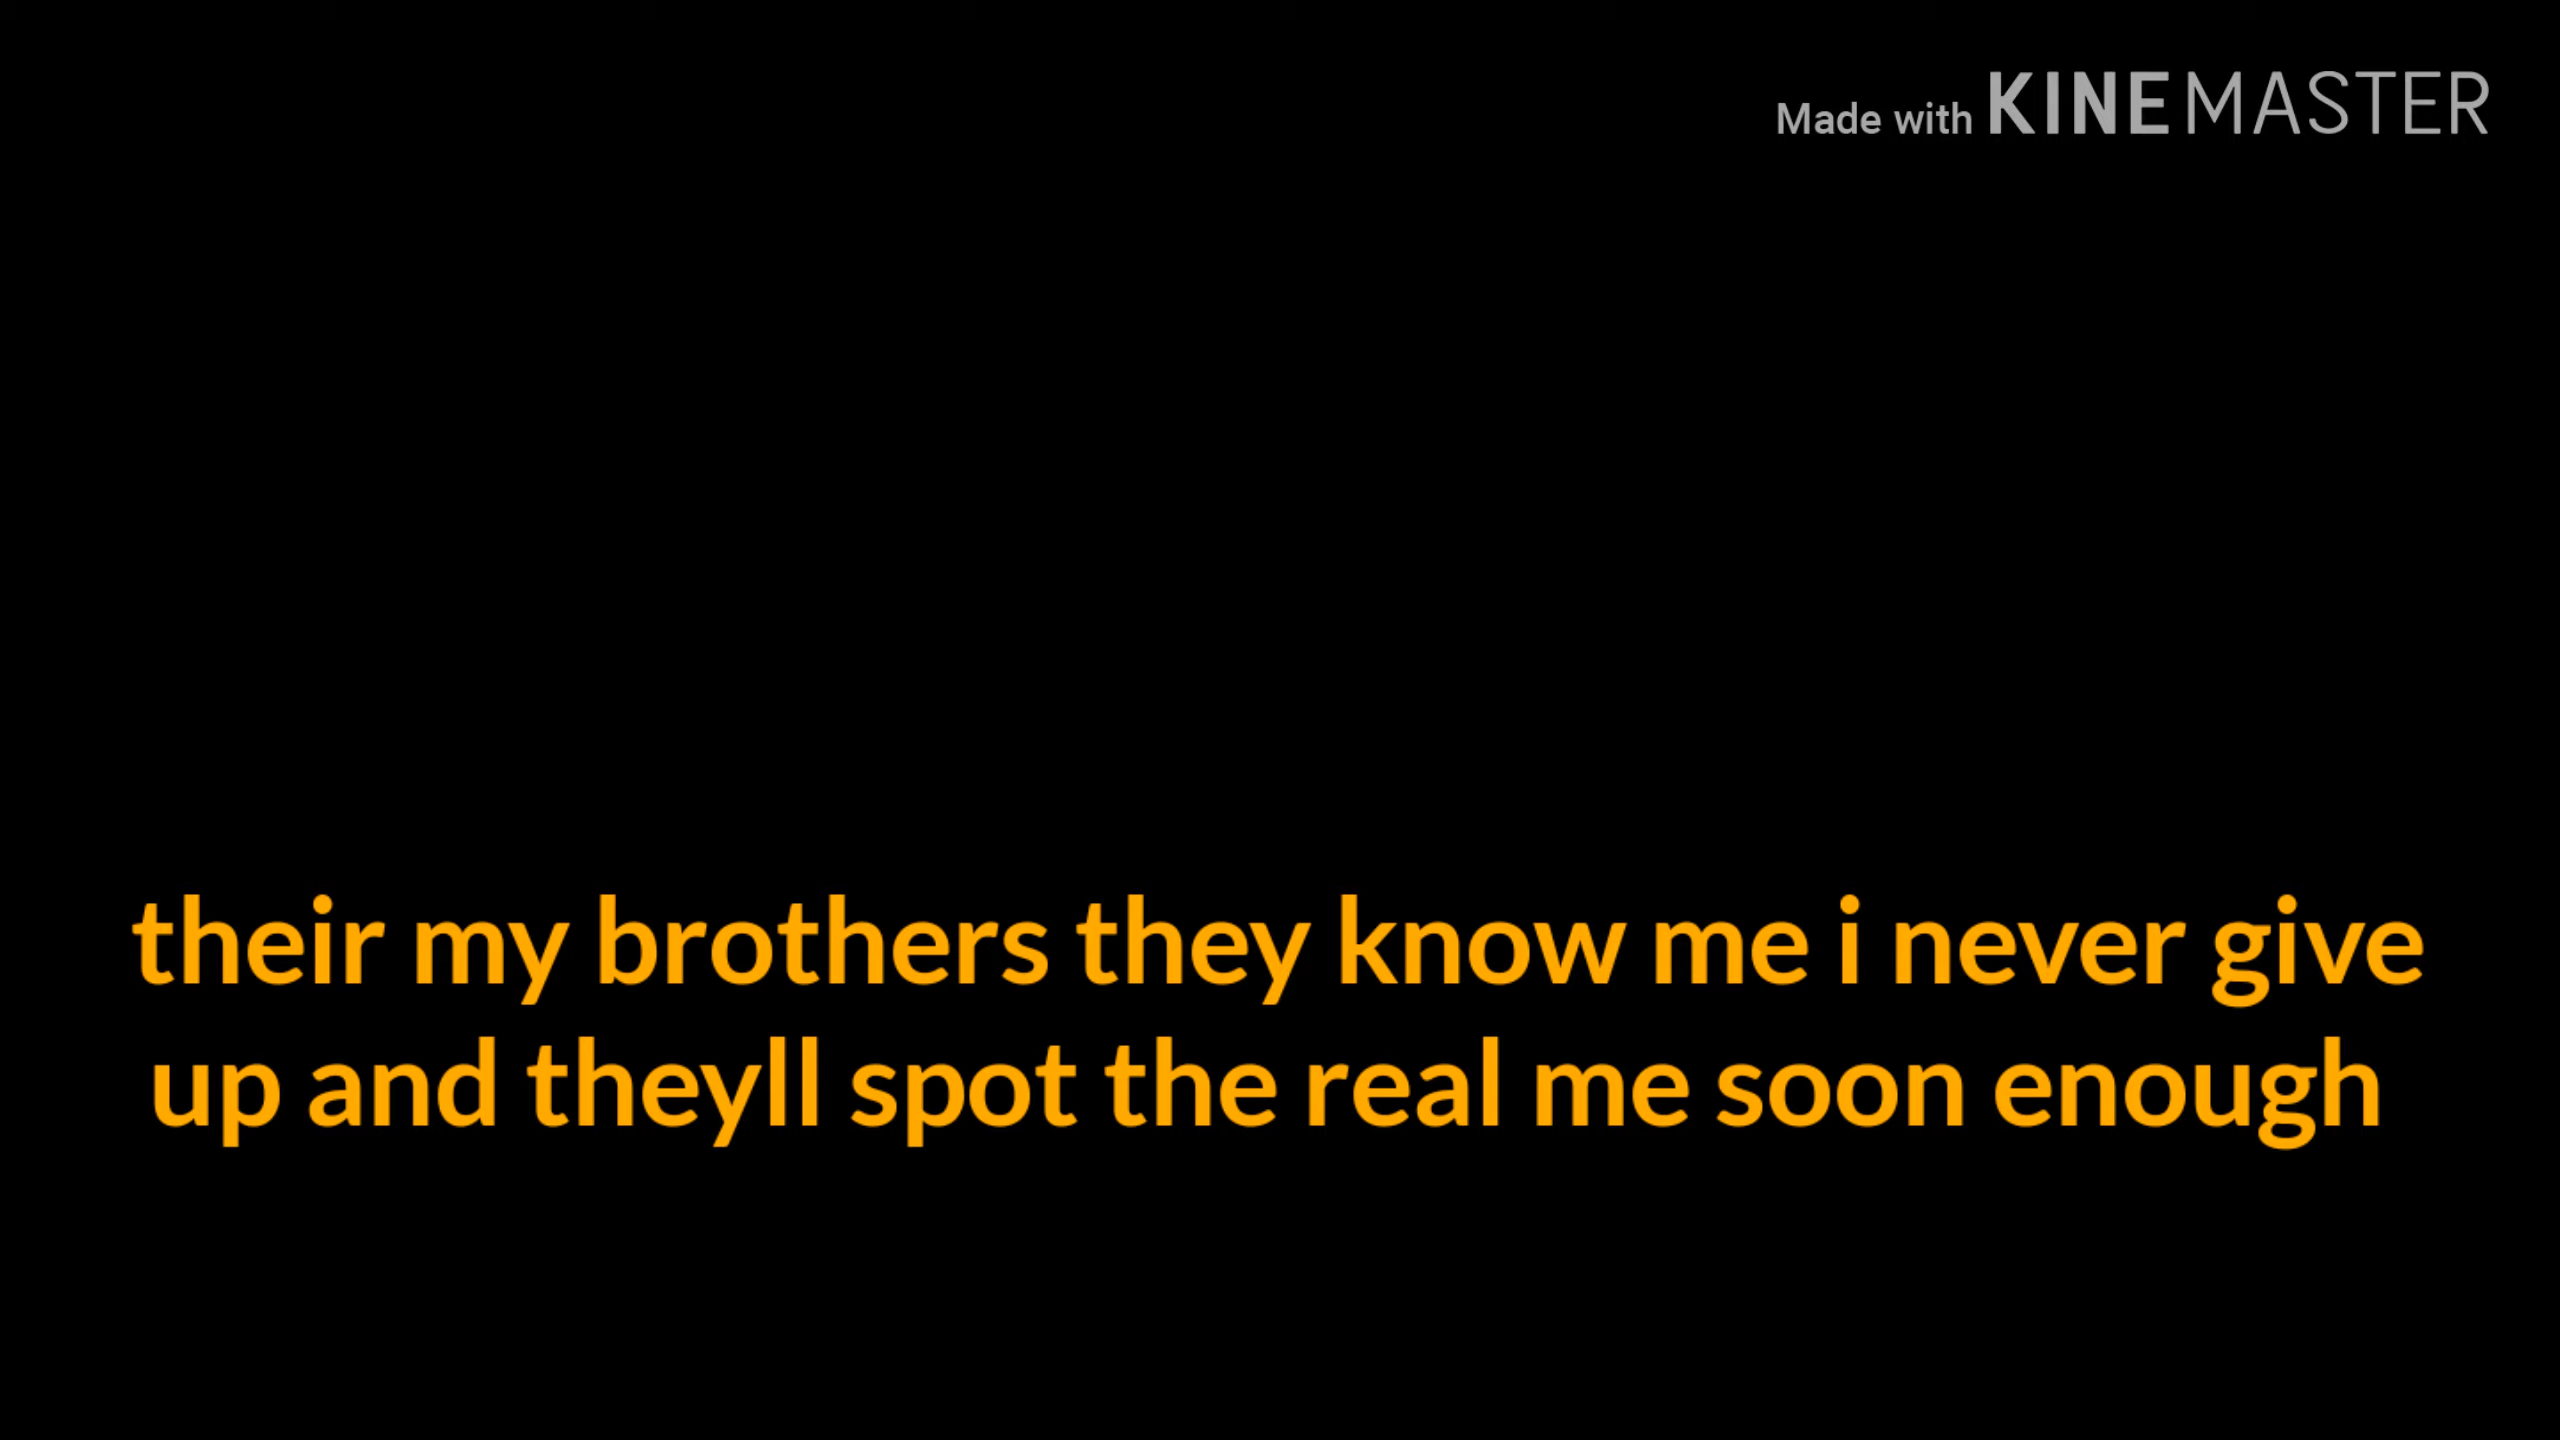 Made with KINEMASTER
their my brothers they know me i never give
up and theyll spot the real me soon enough